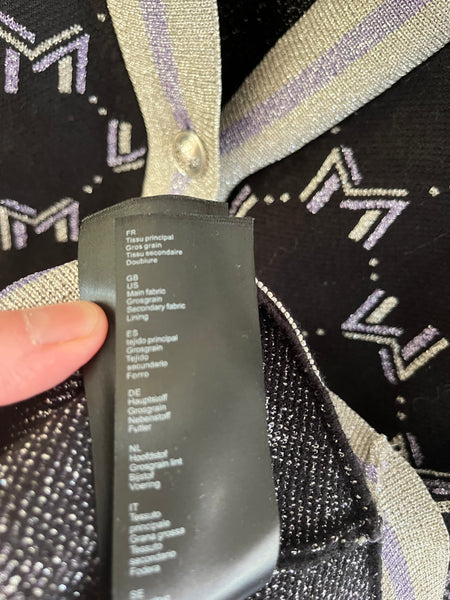 M
M
M
M
M
FR
Tissu principal
Gros grain
Tissu secondaire
Doublure
GB
US
Main fabric
Grosgrain
Secondary fabric
Lining
ES
tejido principal
Grosgrain
Tejido
secundario
Forro
DE
Hauptstoff
Grosgrain
Nebenstoff
Futter
NL
Hoofdstof
Grosgrain lint
Bijstof
Voering
IT
Tessuto
principale
Grana grossa
Tessuto
secondario
Fodera
SE